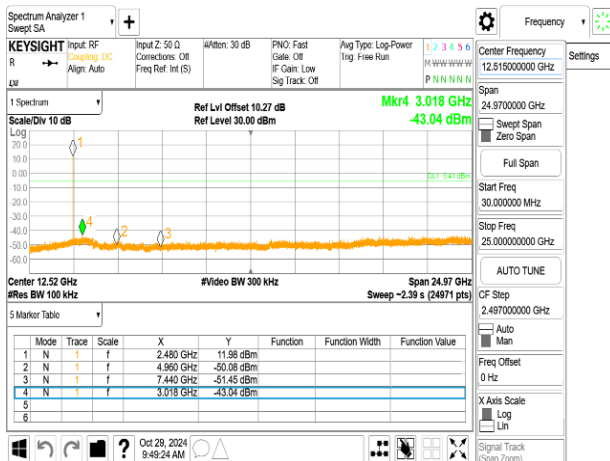 Spectrum Analyzer 1
Swept SA
Frequency
KEYSIGHT
R
Input: RF
Coupling: DC
Align: Auto
Input Z: 50 Ω
Corrections: Off
Freq Ref: Int (S)
#Atten: 30 dB
PNO: Fast
Gate: Off
IF Gain: Low
Sig Track: Off
Avg Type: Log-Power
Trig: Free Run
1 2 3 4 5 6
M W W W W W
P N N N N N
1 Spectrum
Scale/Div 10 dB
Ref Lvl Offset 10.27 dB
Ref Level 30.00 dBm
Mkr4 3.018 GHz
-43.04 dBm
Log
20.0
10.0
0.00
-10.0
-20.0
-30.0
-40.0
-50.0
-60.0
1
4
2
3
Center 12.52 GHz
#Res BW 100 kHz
#Video BW 300 kHz
Span 24.97 GHz
Sweep ~2.39 s (24971 pts)
5 Marker Table
Mode Trace Scale X Y Function Function Width Function Value
1 N 1 f 2.480 GHz 11.98 dBm
2 N 1 f 4.960 GHz -50.08 dBm
3 N 1 f 7.440 GHz -51.45 dBm
4 N 1 f 3.018 GHz -43.04 dBm
5
6
?
Oct 29, 2024
9:49:24 AM
Center Frequency
12.515000000 GHz
Span
24.9700000 GHz
Swept Span
Zero Span
Full Span
Start Freq
30.000000 MHz
Stop Freq
25.000000000 GHz
AUTO TUNE
CF Step
2.497000000 GHz
Auto
Man
Freq Offset
0 Hz
X Axis Scale
Log
Lin
Signal Track
(Span Zoom)
Settings